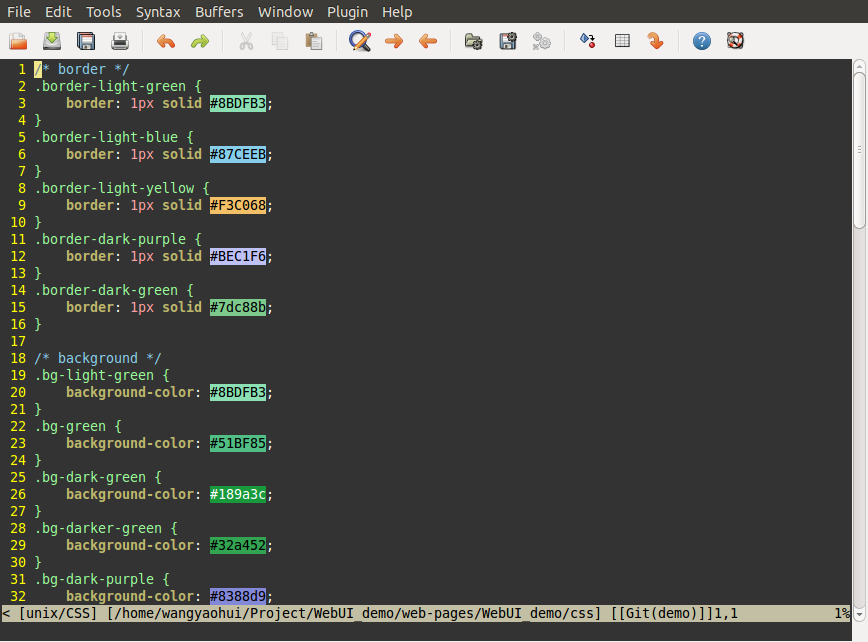 File Edit Tools Syntax Buffers Window Plugin Help
1 /* border */
2 .border-light-green {
3     border: 1px solid #8BDFB3;
4 }
5 .border-light-blue {
6     border: 1px solid #87CEEB;
7 }
8 .border-light-yellow {
9     border: 1px solid #F3C068;
10 }
11 .border-dark-purple {
12     border: 1px solid #BEC1F6;
13 }
14 .border-dark-green {
15     border: 1px solid #7dc88b;
16 }
17
18 /* background */
19 .bg-light-green {
20     background-color: #8BDFB3;
21 }
22 .bg-green {
23     background-color: #51BF85;
24 }
25 .bg-dark-green {
26     background-color: #189a3c;
27 }
28 .bg-darker-green {
29     background-color: #32a452;
30 }
31 .bg-dark-purple {
32     background-color: #8388d9;
< [unix/CSS] [/home/wangyaohui/Project/WebUI_demo/web-pages/WebUI_demo/css] [[Git(demo)]]1,1 1%